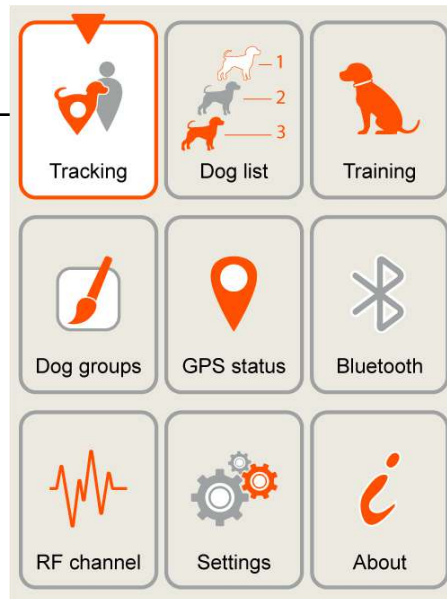 1
2
3
Tracking
Dog list
Training
Dog groups
GPS status
Bluetooth
RF channel
Settings
About